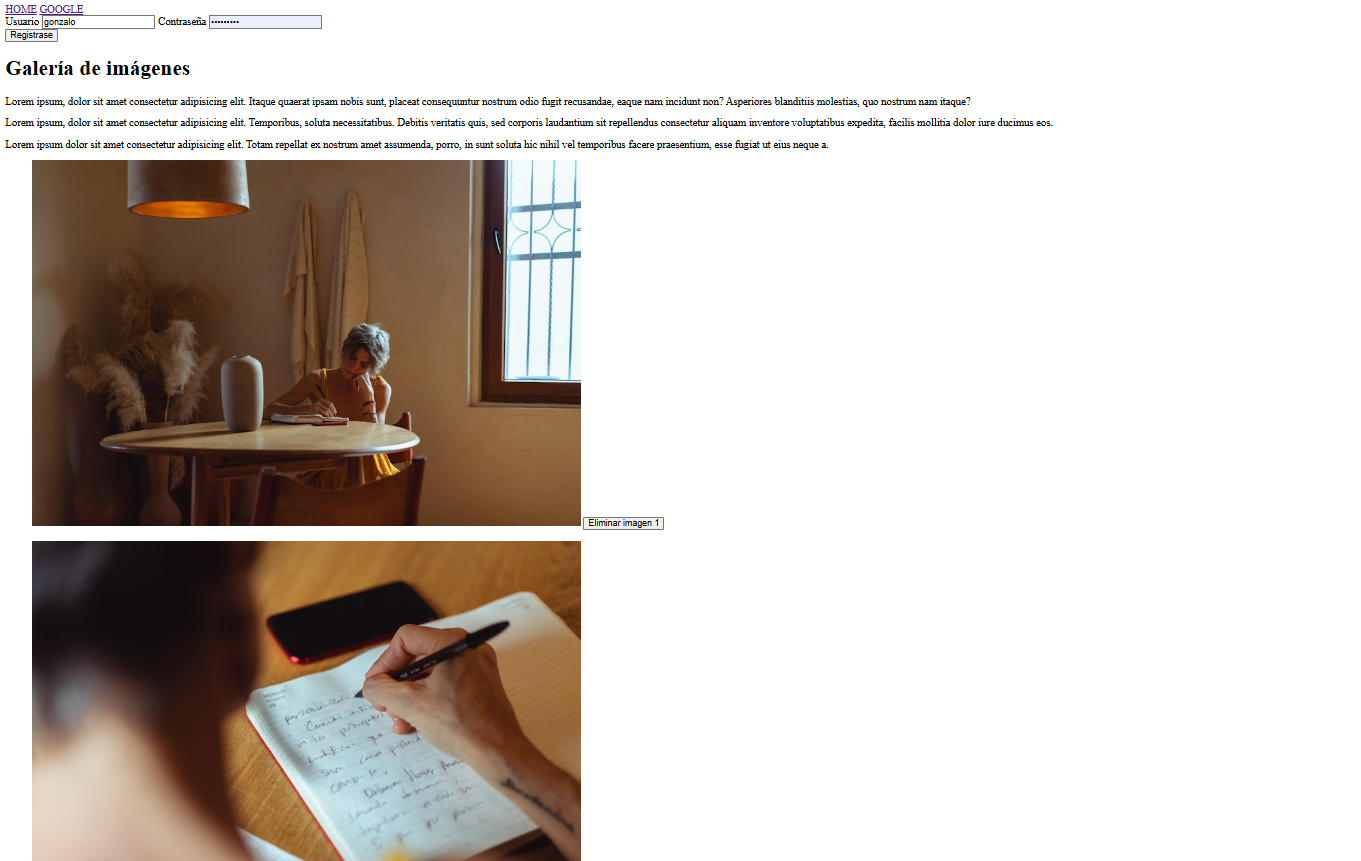 HOME GOOGLE
Usuario gonzalo Contraseña •••••••••
Registrase
Galería de imágenes
Lorem ipsum, dolor sit amet consectetur adipisicing elit. Itaque quaerat ipsam nobis sunt, placeat consequuntur nostrum odio fugit recusandae, eaque nam incidunt non? Asperiores blanditiis molestias, quo nostrum nam itaque?
Lorem ipsum, dolor sit amet consectetur adipisicing elit. Temporibus, soluta necessitatibus. Debitis veritatis quis, sed corporis laudantium sit repellendus consectetur aliquam inventore voluptatibus expedita, facilis mollitia dolor iure ducimus eos.
Lorem ipsum dolor sit amet consectetur adipisicing elit. Totam repellat ex nostrum amet assumenda, porro, in sunt soluta hic nihil vel temporibus facere praesentium, esse fugiat ut eius neque a.
Eliminar imagen 1